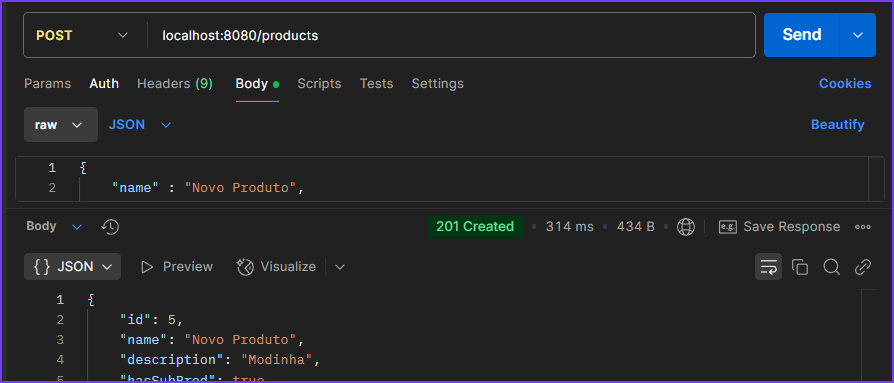 POST localhost:8080/products Send
Params Auth Headers (9) Body Scripts Tests Settings Cookies
raw JSON Beautify
1 {
2 "name" : "Novo Produto",
Body 201 Created 314 ms 434 B e.g. Save Response
{} JSON Preview Visualize
1 {
2 "id": 5,
3 "name": "Novo Produto",
4 "description": "Modinha",
5 "hasSubProd": true